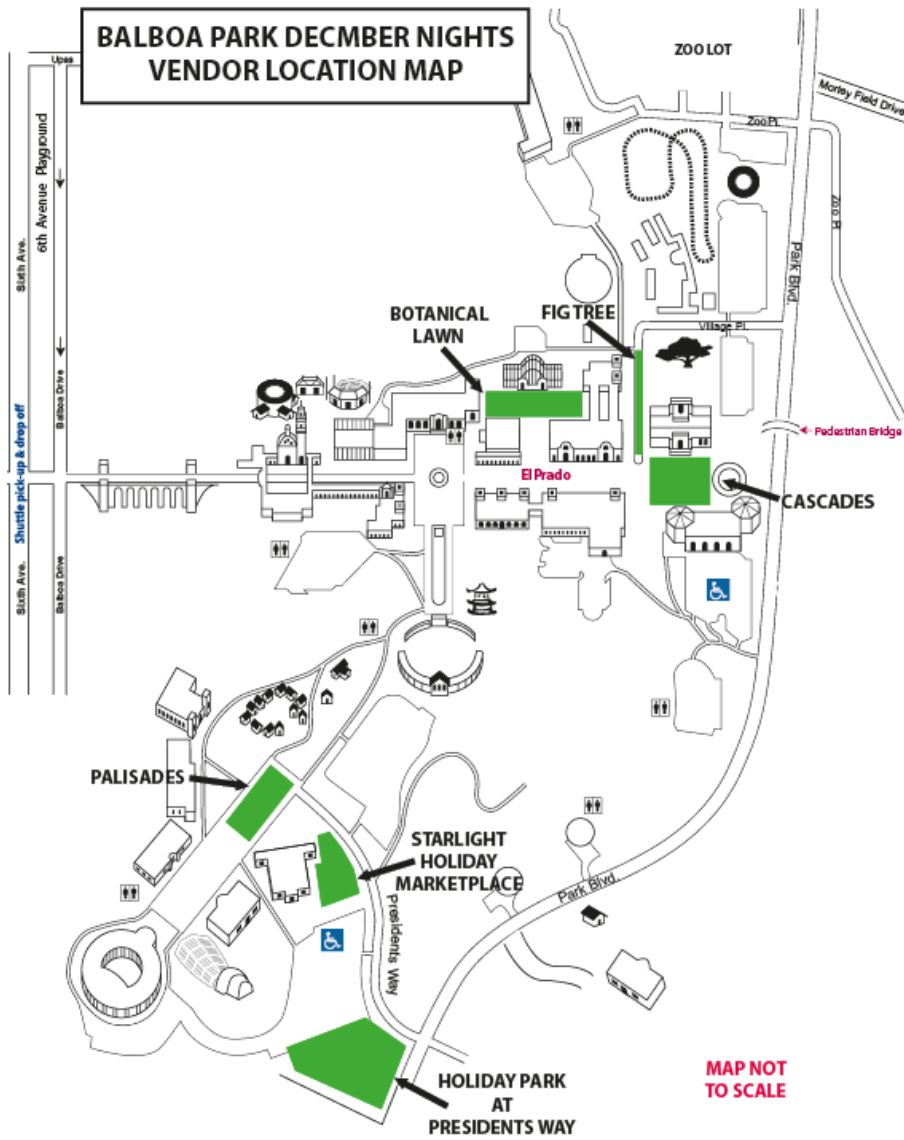 BALBOA PARK DECMBER NIGHTS
VENDOR LOCATION MAP
ZOO LOT
Upas
Morley Field Drive
Zoo Pl.
Zoo Pl
6th Avenue Playground
Sixth Ave.
Park Blvd.
BOTANICAL
LAWN
FIG TREE
Village Pl.
Balboa Drive
Shuttle pick-up & drop off
Pedestrian Bridge
El Prado
CASCADES
Sixth Ave.
Balboa Drive
PALISADES
STARLIGHT
HOLIDAY
MARKETPLACE
Park Blvd.
Presidents Way
HOLIDAY PARK
AT
PRESIDENTS WAY
MAP NOT
TO SCALE